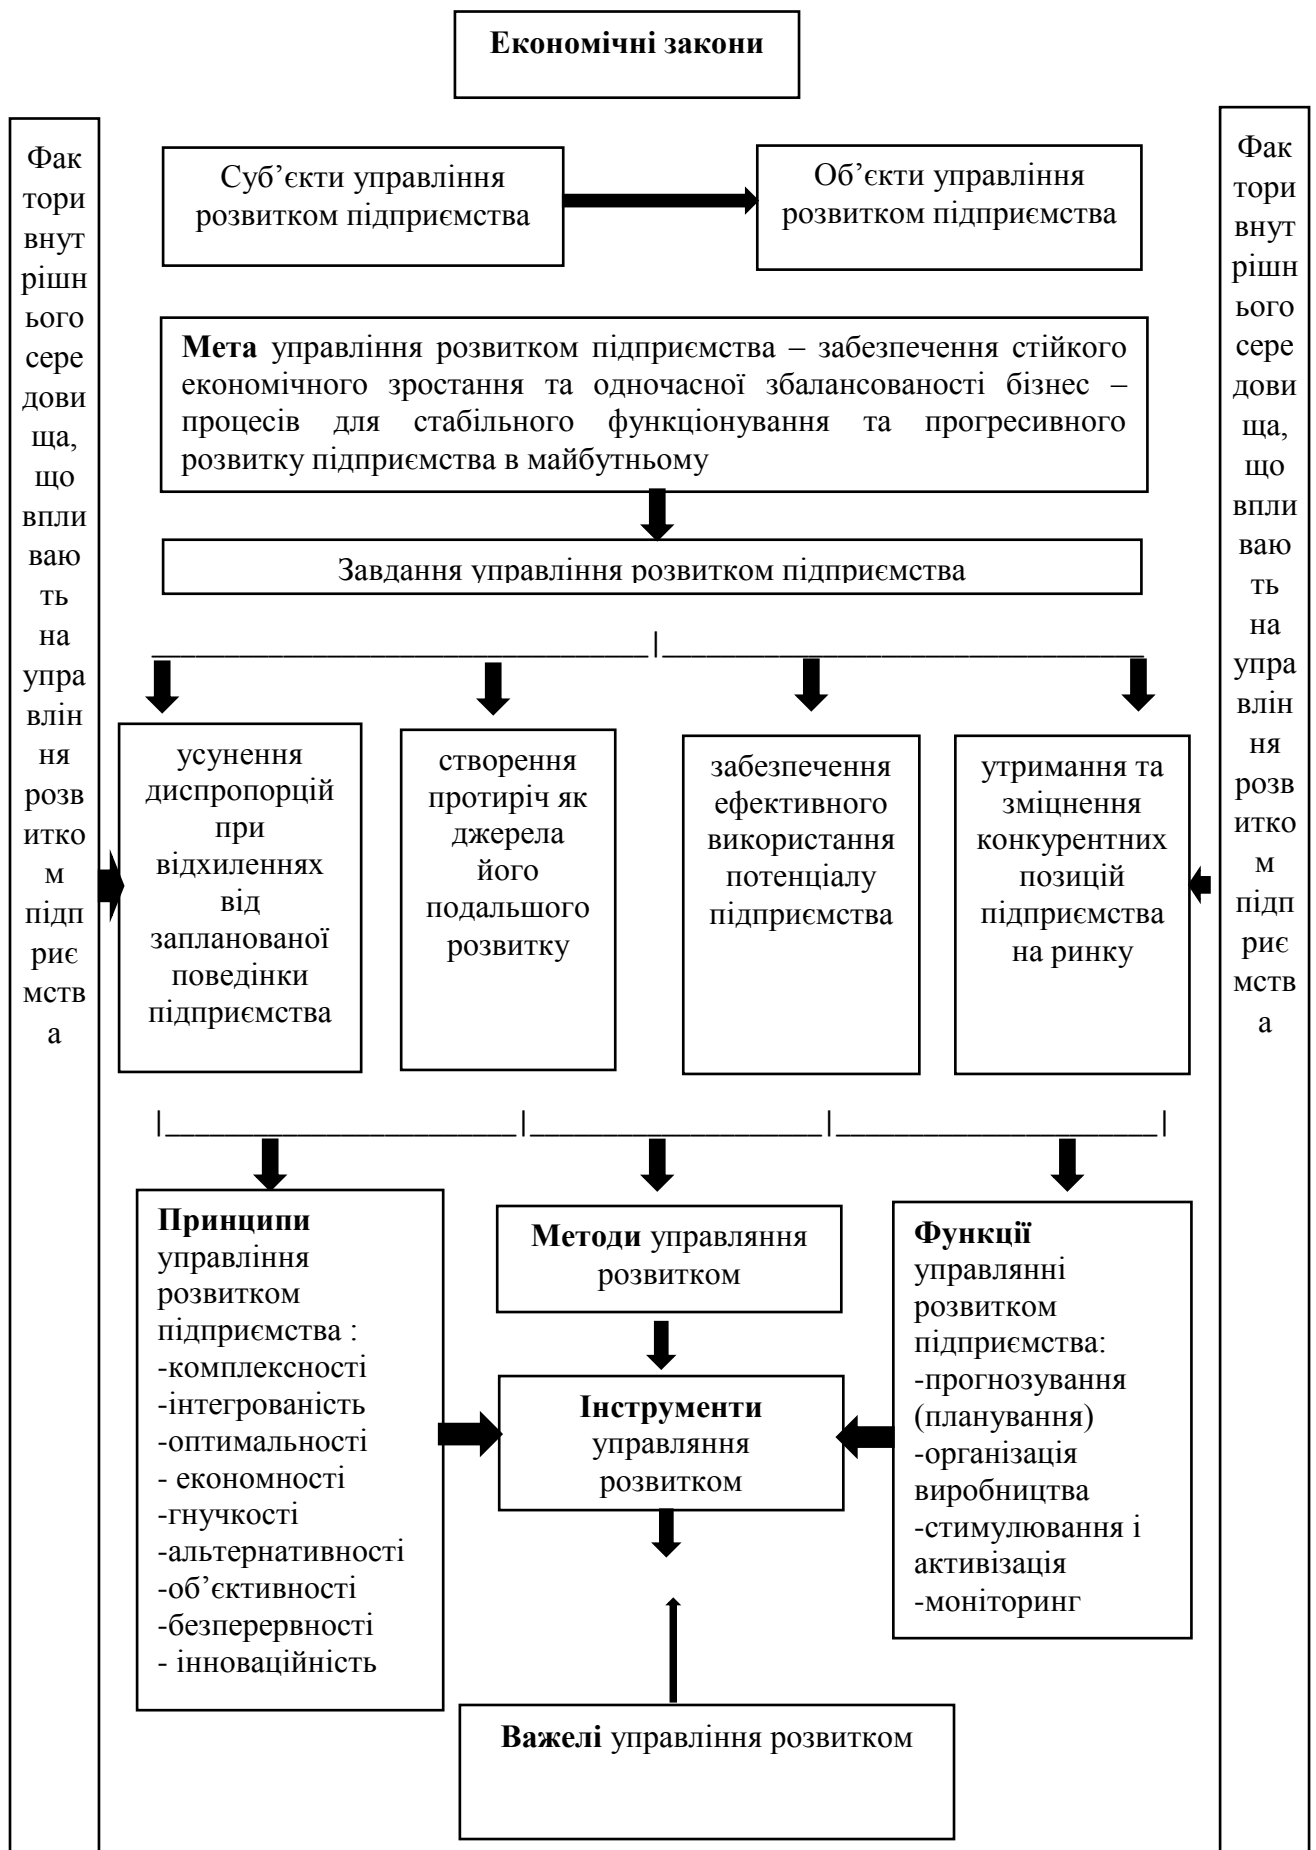 Економічні закони
Фак
тори
внут
рішн
ього
сере
дови
ща,
що
впли
ваю
ть
на
упра
влін
ня
розв
итко
м
підп
риє
мств
а
Суб’єкти управління
розвитком підприємства
Об’єкти управління
розвитком підприємства
Фак
тори
внут
рішн
ього
сере
дови
ща,
що
впли
ваю
ть
на
упра
влін
ня
розв
итко
м
підп
риє
мств
а
Мета управління розвитком підприємства – забезпечення стійкого
економічного зростання та одночасної збалансованості бізнес –
процесів для стабільного функціонування та прогресивного
розвитку підприємства в майбутньому
Завдання управління розвитком підприємства
усунення
диспропорцій
при
відхиленнях
від
запланованої
поведінки
підприємства
створення
протиріч як
джерела
його
подальшого
розвитку
забезпечення
ефективного
використання
потенціалу
підприємства
утримання та
зміцнення
конкурентних
позицій
підприємства
на ринку
Принципи
управління
розвитком
підприємства :
-комплексності
-інтегрованість
-оптимальності
- економності
-гнучкості
-альтернативності
-об’єктивності
-безперервності
- інноваційність
Методи управляння
розвитком
Інструменти
управляння
розвитком
Функції
управлянні
розвитком
підприємства:
-прогнозування
(планування)
-організація
виробництва
-стимулювання і
активізація
-моніторинг
Важелі управління розвитком